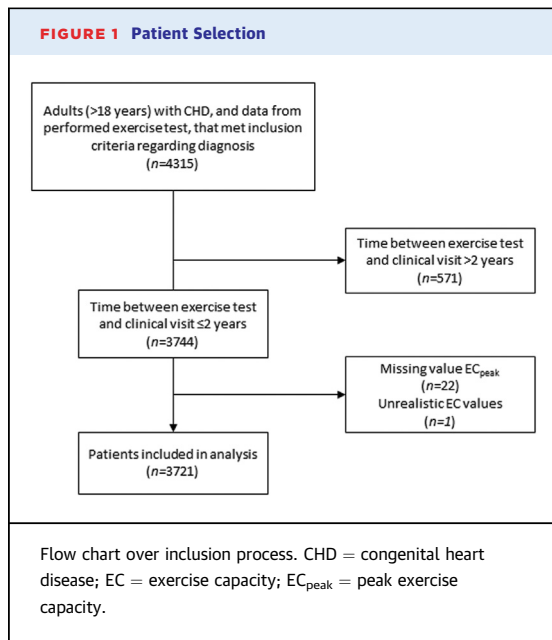 FIGURE 1 Patient Selection
Adults (>18 years) with CHD, and data from
performed exercise test, that met inclusion
criteria regarding diagnosis
(n=4315)
Time between exercise test
and clinical visit >2 years
(n=571)
Time between exercise test
and clinical visit ≤2 years
(n=3744)
Missing value ECpeak
(n=22)
Unrealistic EC values
(n=1)
Patients included in analysis
(n=3721)
Flow chart over inclusion process. CHD = congenital heart
disease; EC = exercise capacity; ECpeak = peak exercise
capacity.